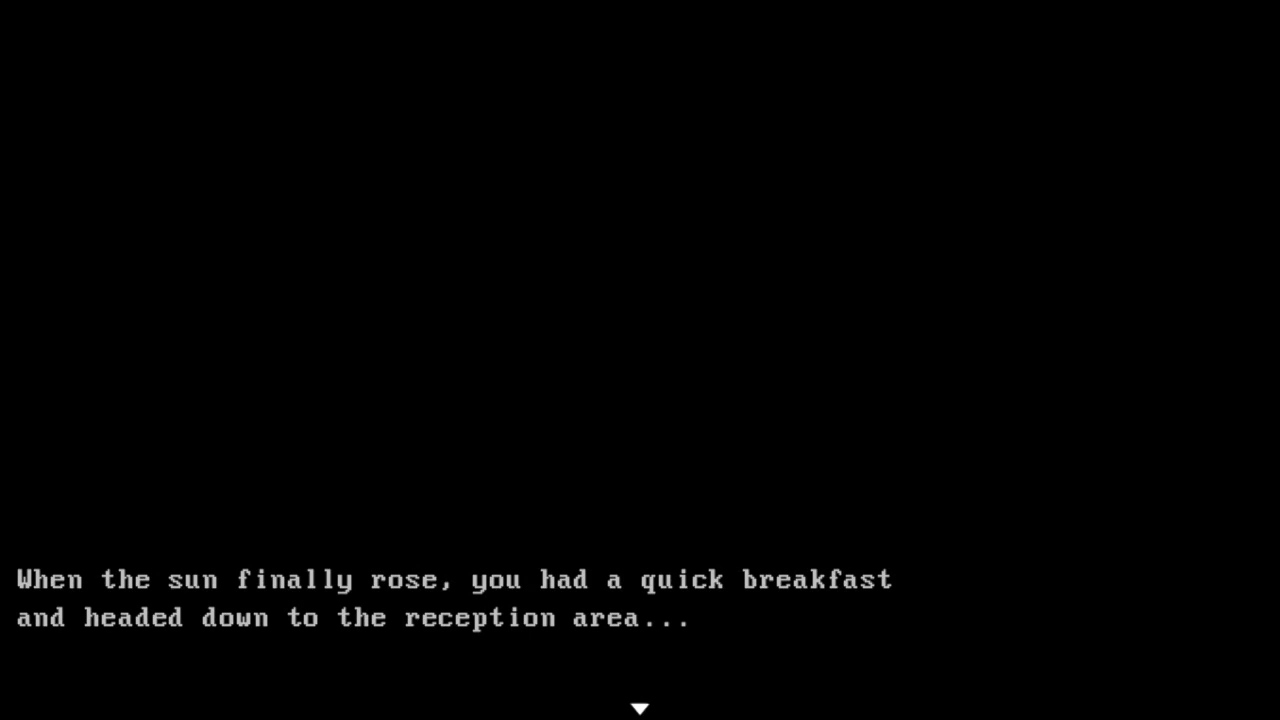 When the sun finally rose, you had a quick breakfast
and headed down to the reception area...